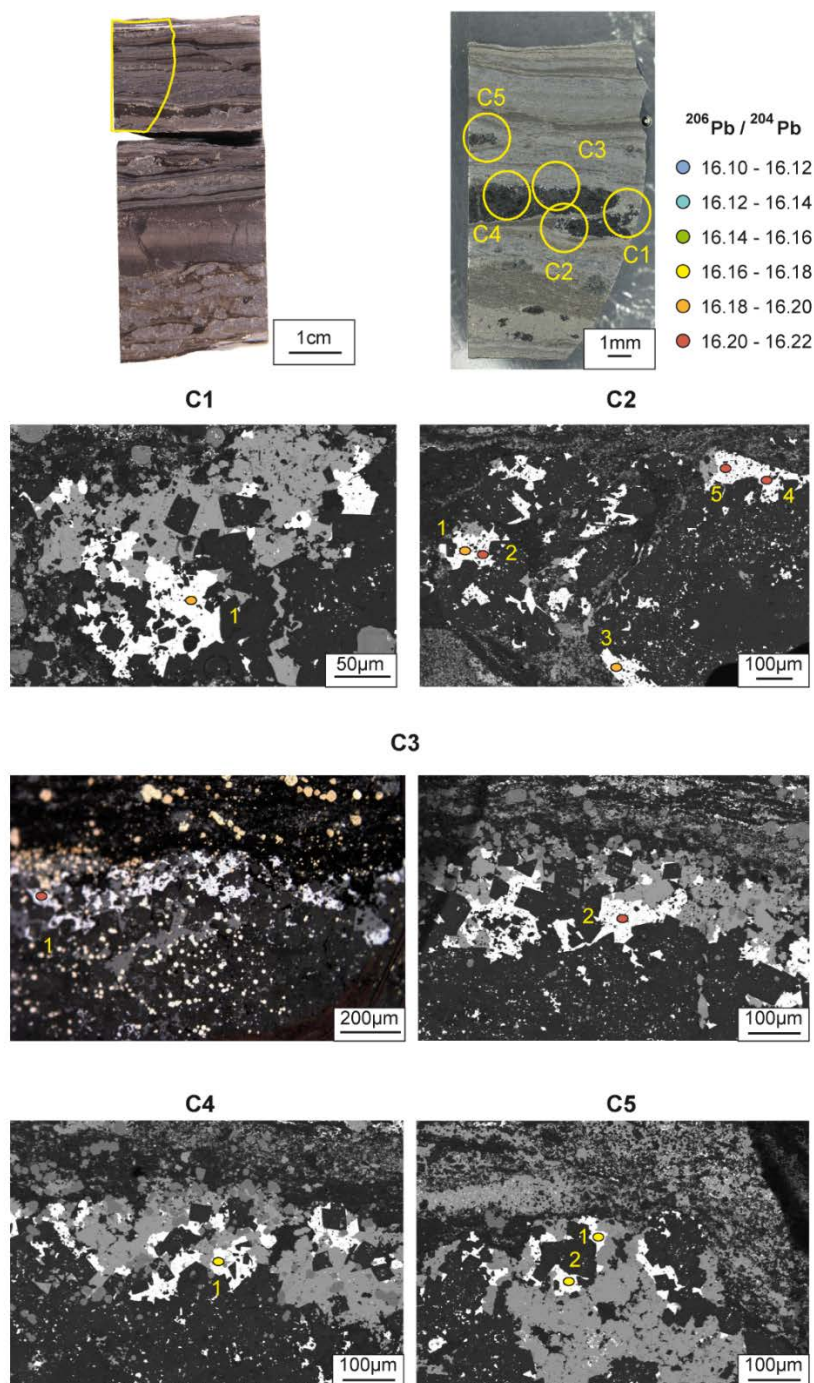 1cm
C5
C3
C4
C2
C1
1mm
²⁰⁶Pb / ²⁰⁴Pb
16.10 - 16.12
16.12 - 16.14
16.14 - 16.16
16.16 - 16.18
16.18 - 16.20
16.20 - 16.22
C1
1
50µm
C2
1
2
3
5
4
100µm
C3
1
200µm
2
100µm
C4
1
100µm
C5
1
2
100µm